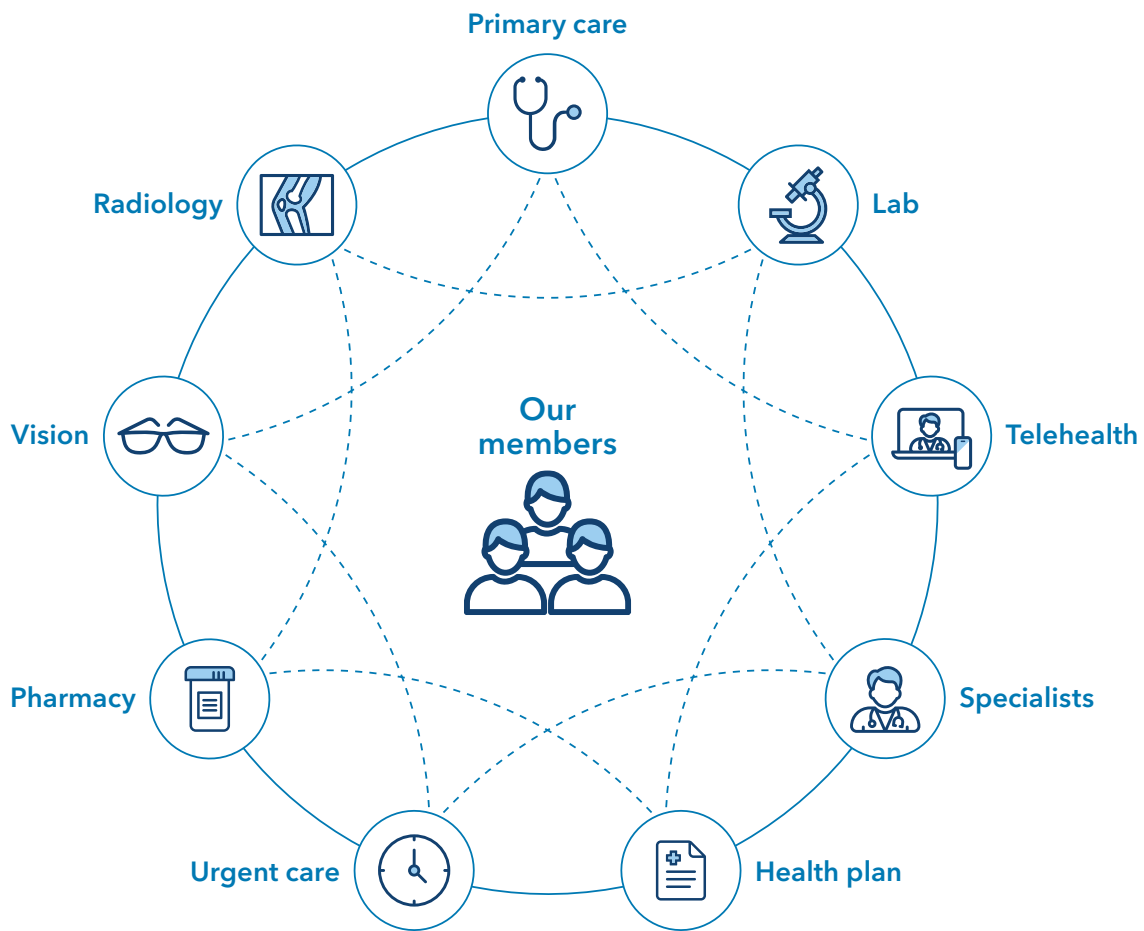 Primary care
Radiology
Lab
Our
members
Vision
Telehealth
Pharmacy
Specialists
Urgent care
Health plan